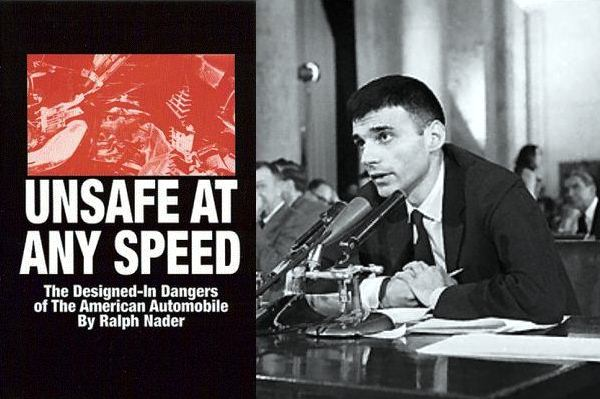 UNSAFE AT
ANY SPEED
The Designed-In Dangers
of The American Automobile
By Ralph Nader